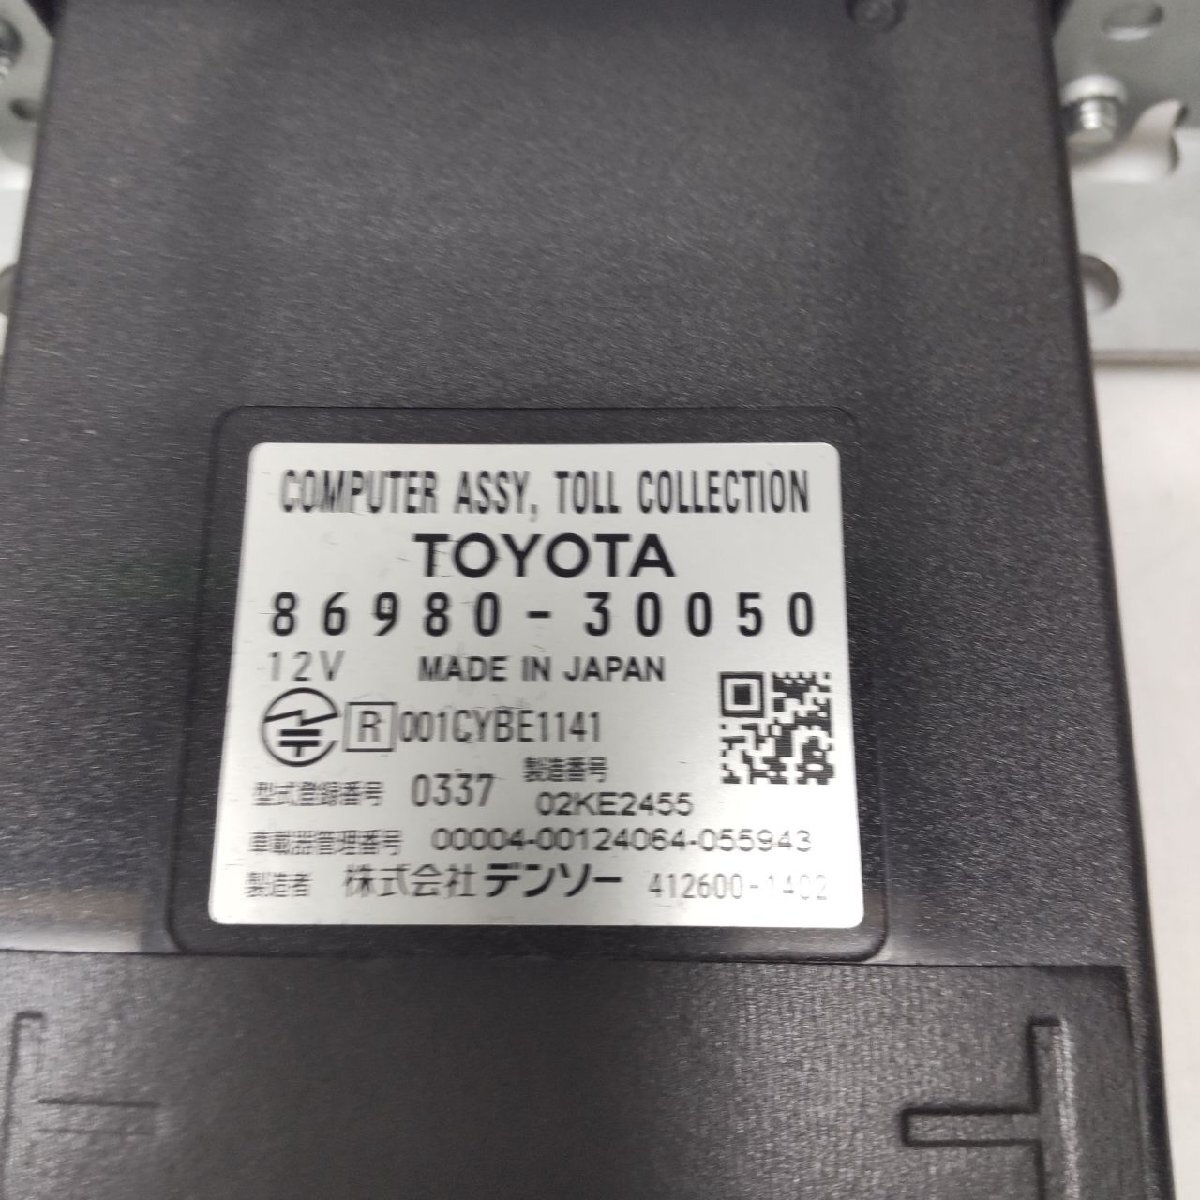 COMPUTER ASSY, TOLL COLLECTION
TOYOTA
86980-30050
12V MADE IN JAPAN
R 001CYBE1141
型式登録番号 0337 製造番号 02KE2455
車載器管理番号 00004-00124064-055943
製造者 株式会社デンソー 412600-1402